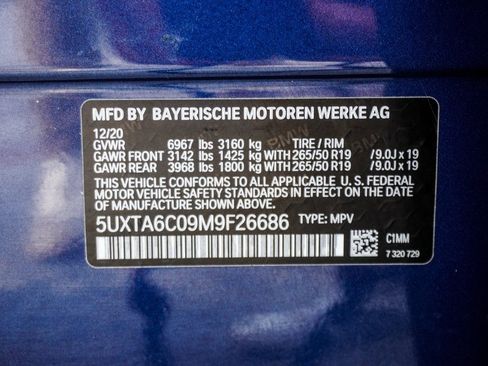 MFD BY BAYERISCHE MOTOREN WERKE AG
12/20
GVWR 6967 lbs 3160 kg TIRE / RIM
GAWR FRONT 3142 lbs 1425 kg WITH 265/50 R19 /9.0J x 19
GAWR REAR 3968 lbs 1800 kg WITH 265/50 R19 /9.0J x 19
THIS VEHICLE CONFORMS TO ALL APPLICABLE U. S. FEDERAL
MOTOR VEHICLE SAFETY STANDARDS IN EFFECT ON THE DATE
OF MANUFACTURE SHOWN ABOVE.
5UXTA6C09M9F26686 TYPE: MPV
C1MM
7 320 729